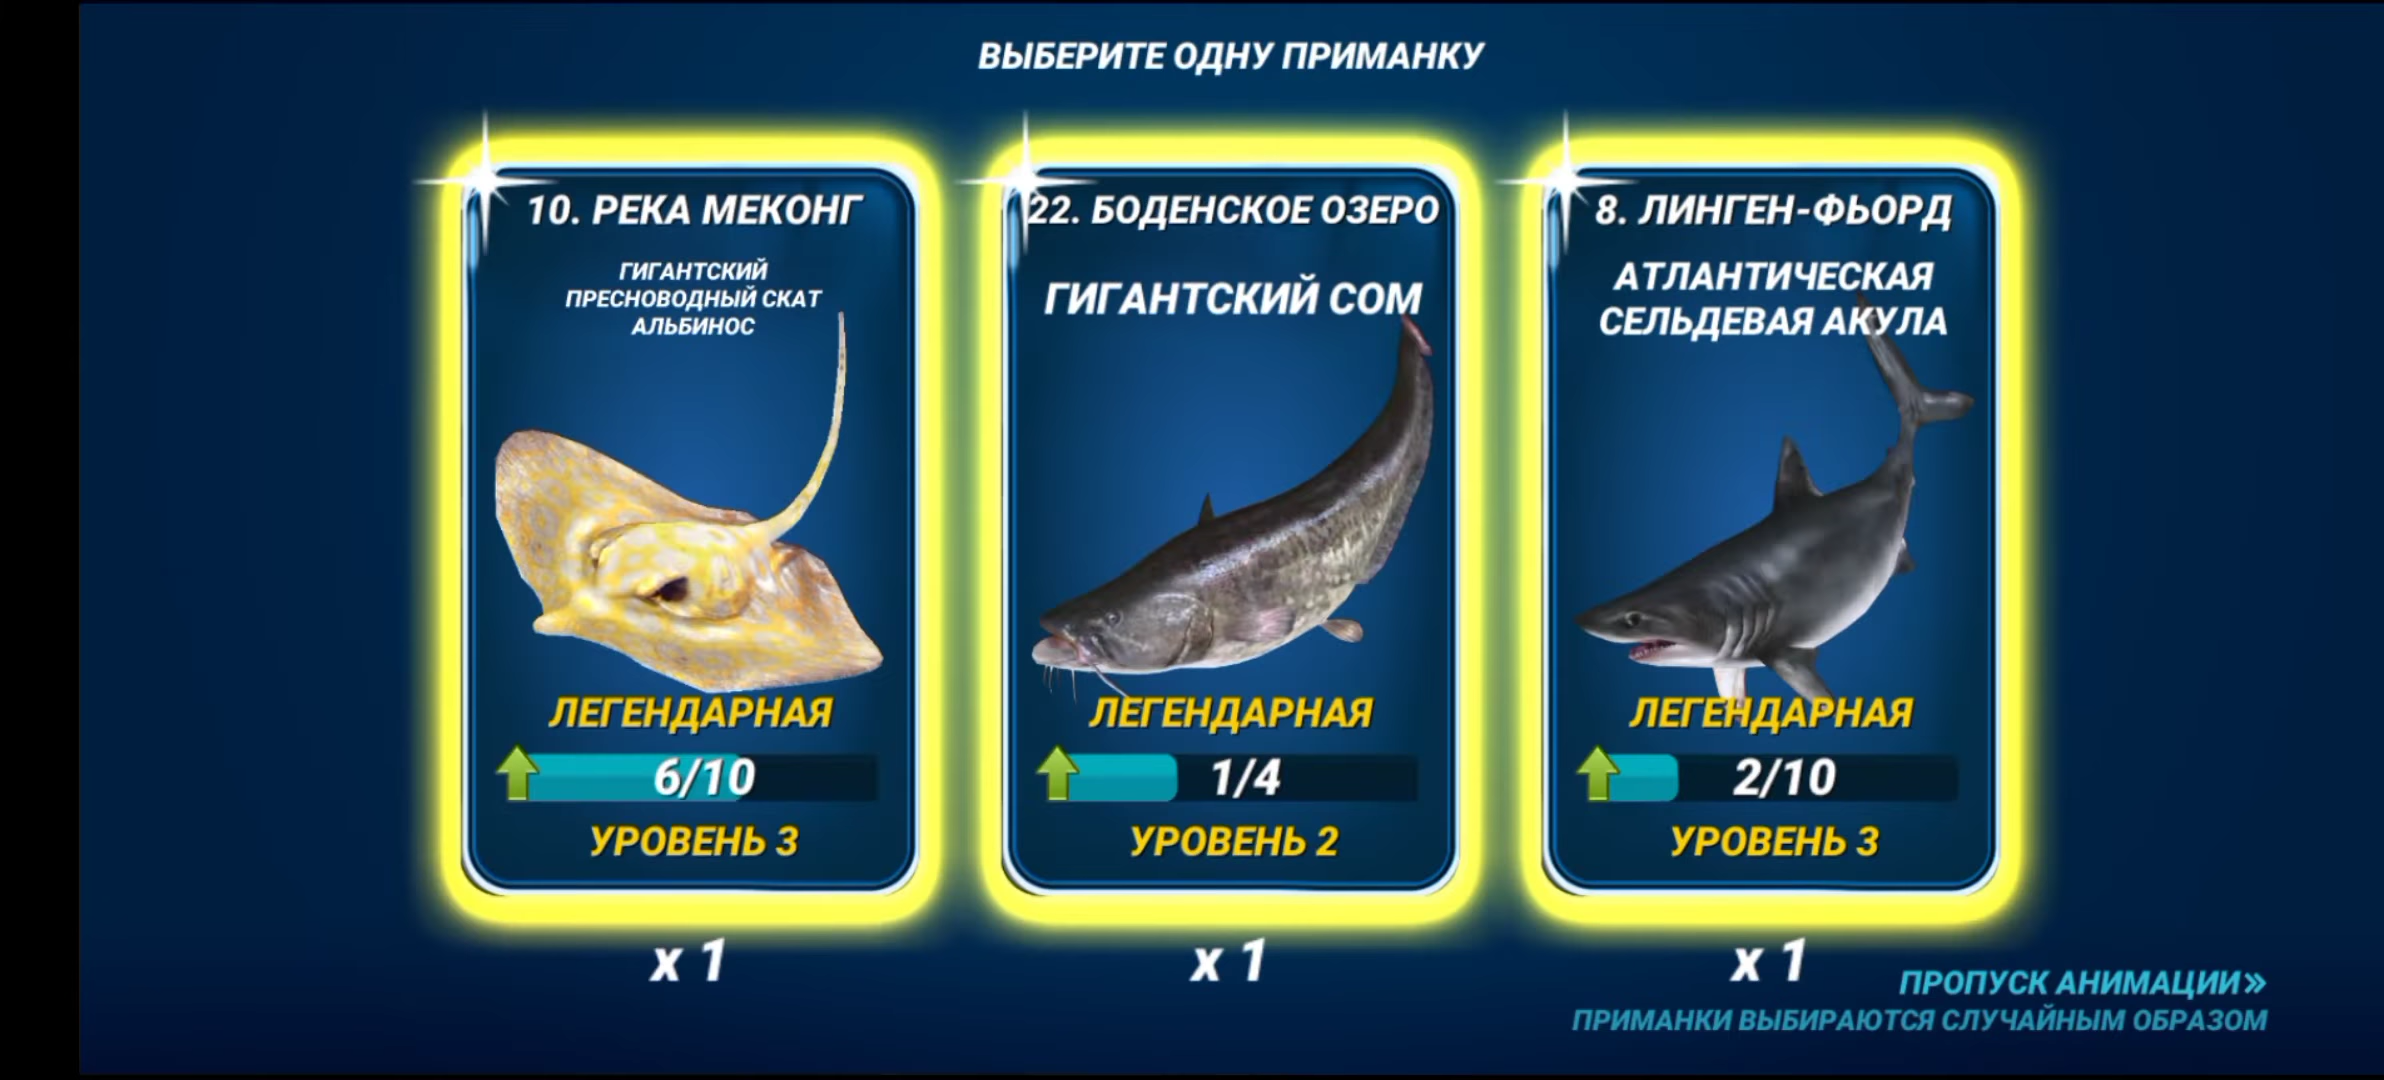 ВЫБЕРИТЕ ОДНУ ПРИМАНКУ
10. РЕКА МЕКОНГ
ГИГАНТСКИЙ
ПРЕСНОВОДНЫЙ СКАТ
АЛЬБИНОС
ЛЕГЕНДАРНАЯ
6/10
УРОВЕНЬ 3
x 1
22. БОДЕНСКОЕ ОЗЕРО
ГИГАНТСКИЙ СОМ
ЛЕГЕНДАРНАЯ
1/4
УРОВЕНЬ 2
x 1
8. ЛИНГЕН-ФЬОРД
АТЛАНТИЧЕСКАЯ
СЕЛЬДЕВАЯ АКУЛА
ЛЕГЕНДАРНАЯ
2/10
УРОВЕНЬ 3
x 1
ПРОПУСК АНИМАЦИИ»
ПРИМАНКИ ВЫБИРАЮТСЯ СЛУЧАЙНЫМ ОБРАЗОМ